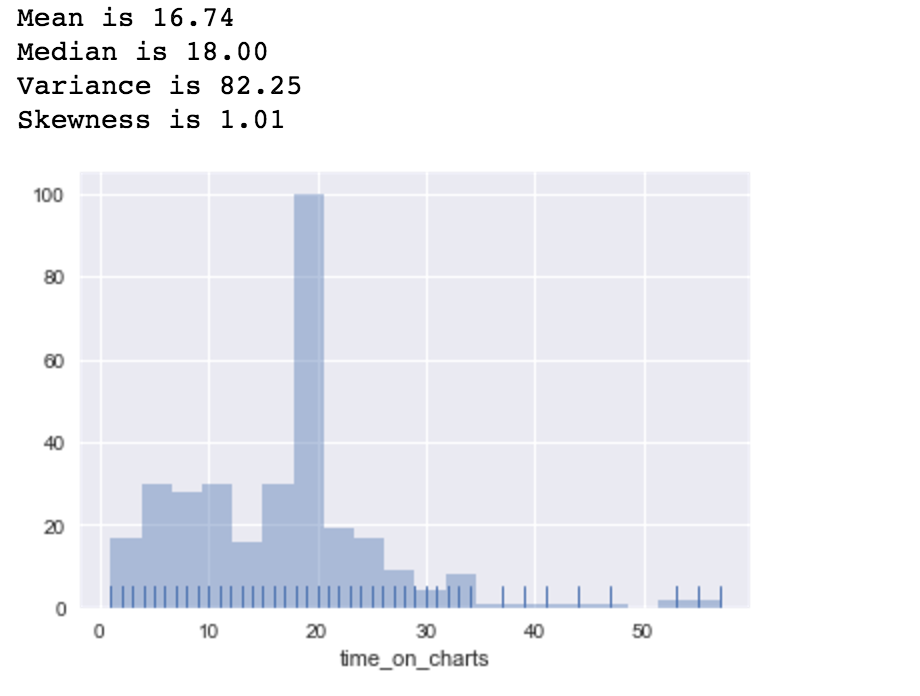 Mean is 16.74
Median is 18.00
Variance is 82.25
Skewness is 1.01
100
80
60
40
20
0
0 10 20 30 40 50
time_on_charts